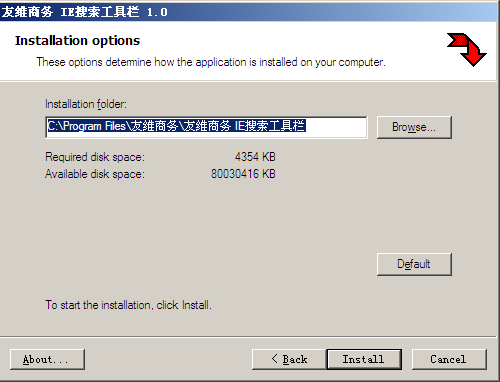 友维商务 IE搜索工具栏 1.0
Installation options
These options determine how the application is installed on your computer.
Installation folder:
C:\Program Files\友维商务\友维商务 IE搜索工具栏
Browse...
Required disk space: 4354 KB
Available disk space: 80030416 KB
Default
To start the installation, click Install.
About... < Back Install Cancel